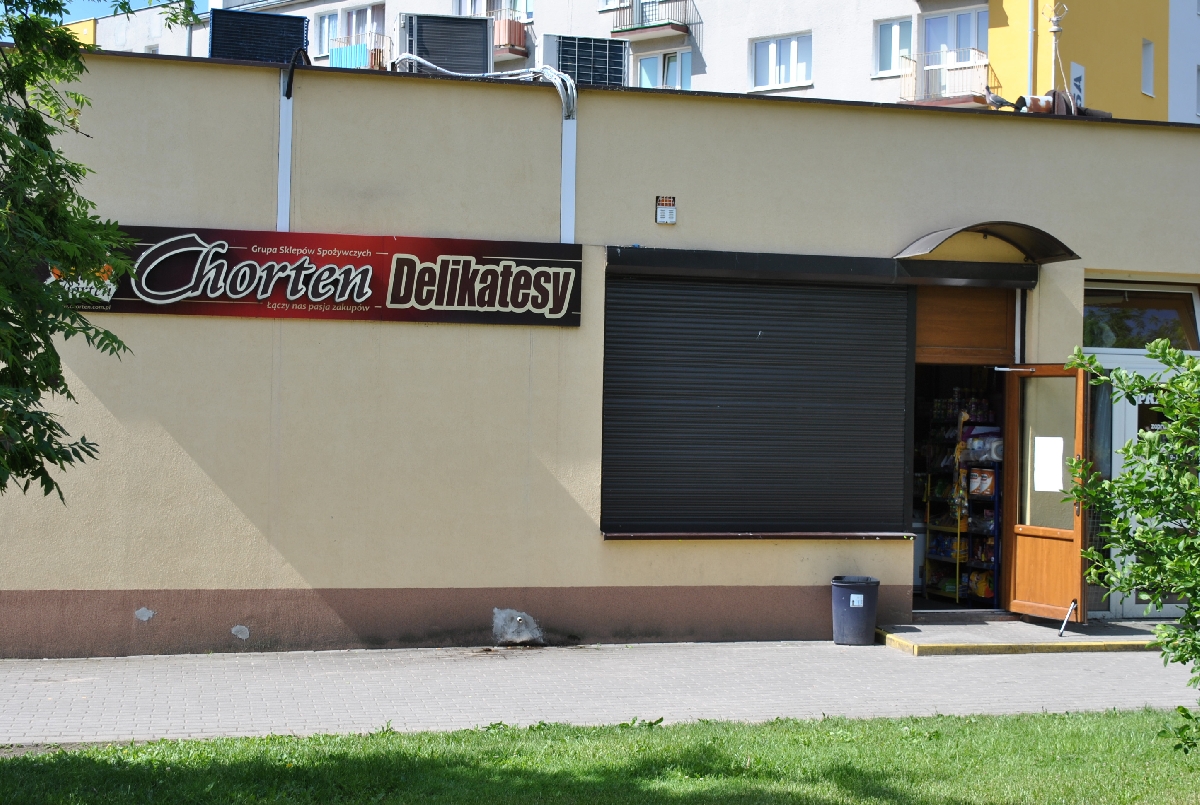 Grupa Sklepów Spożywczych
Chorten Delikatesy
Łączy nas pasja zakupów